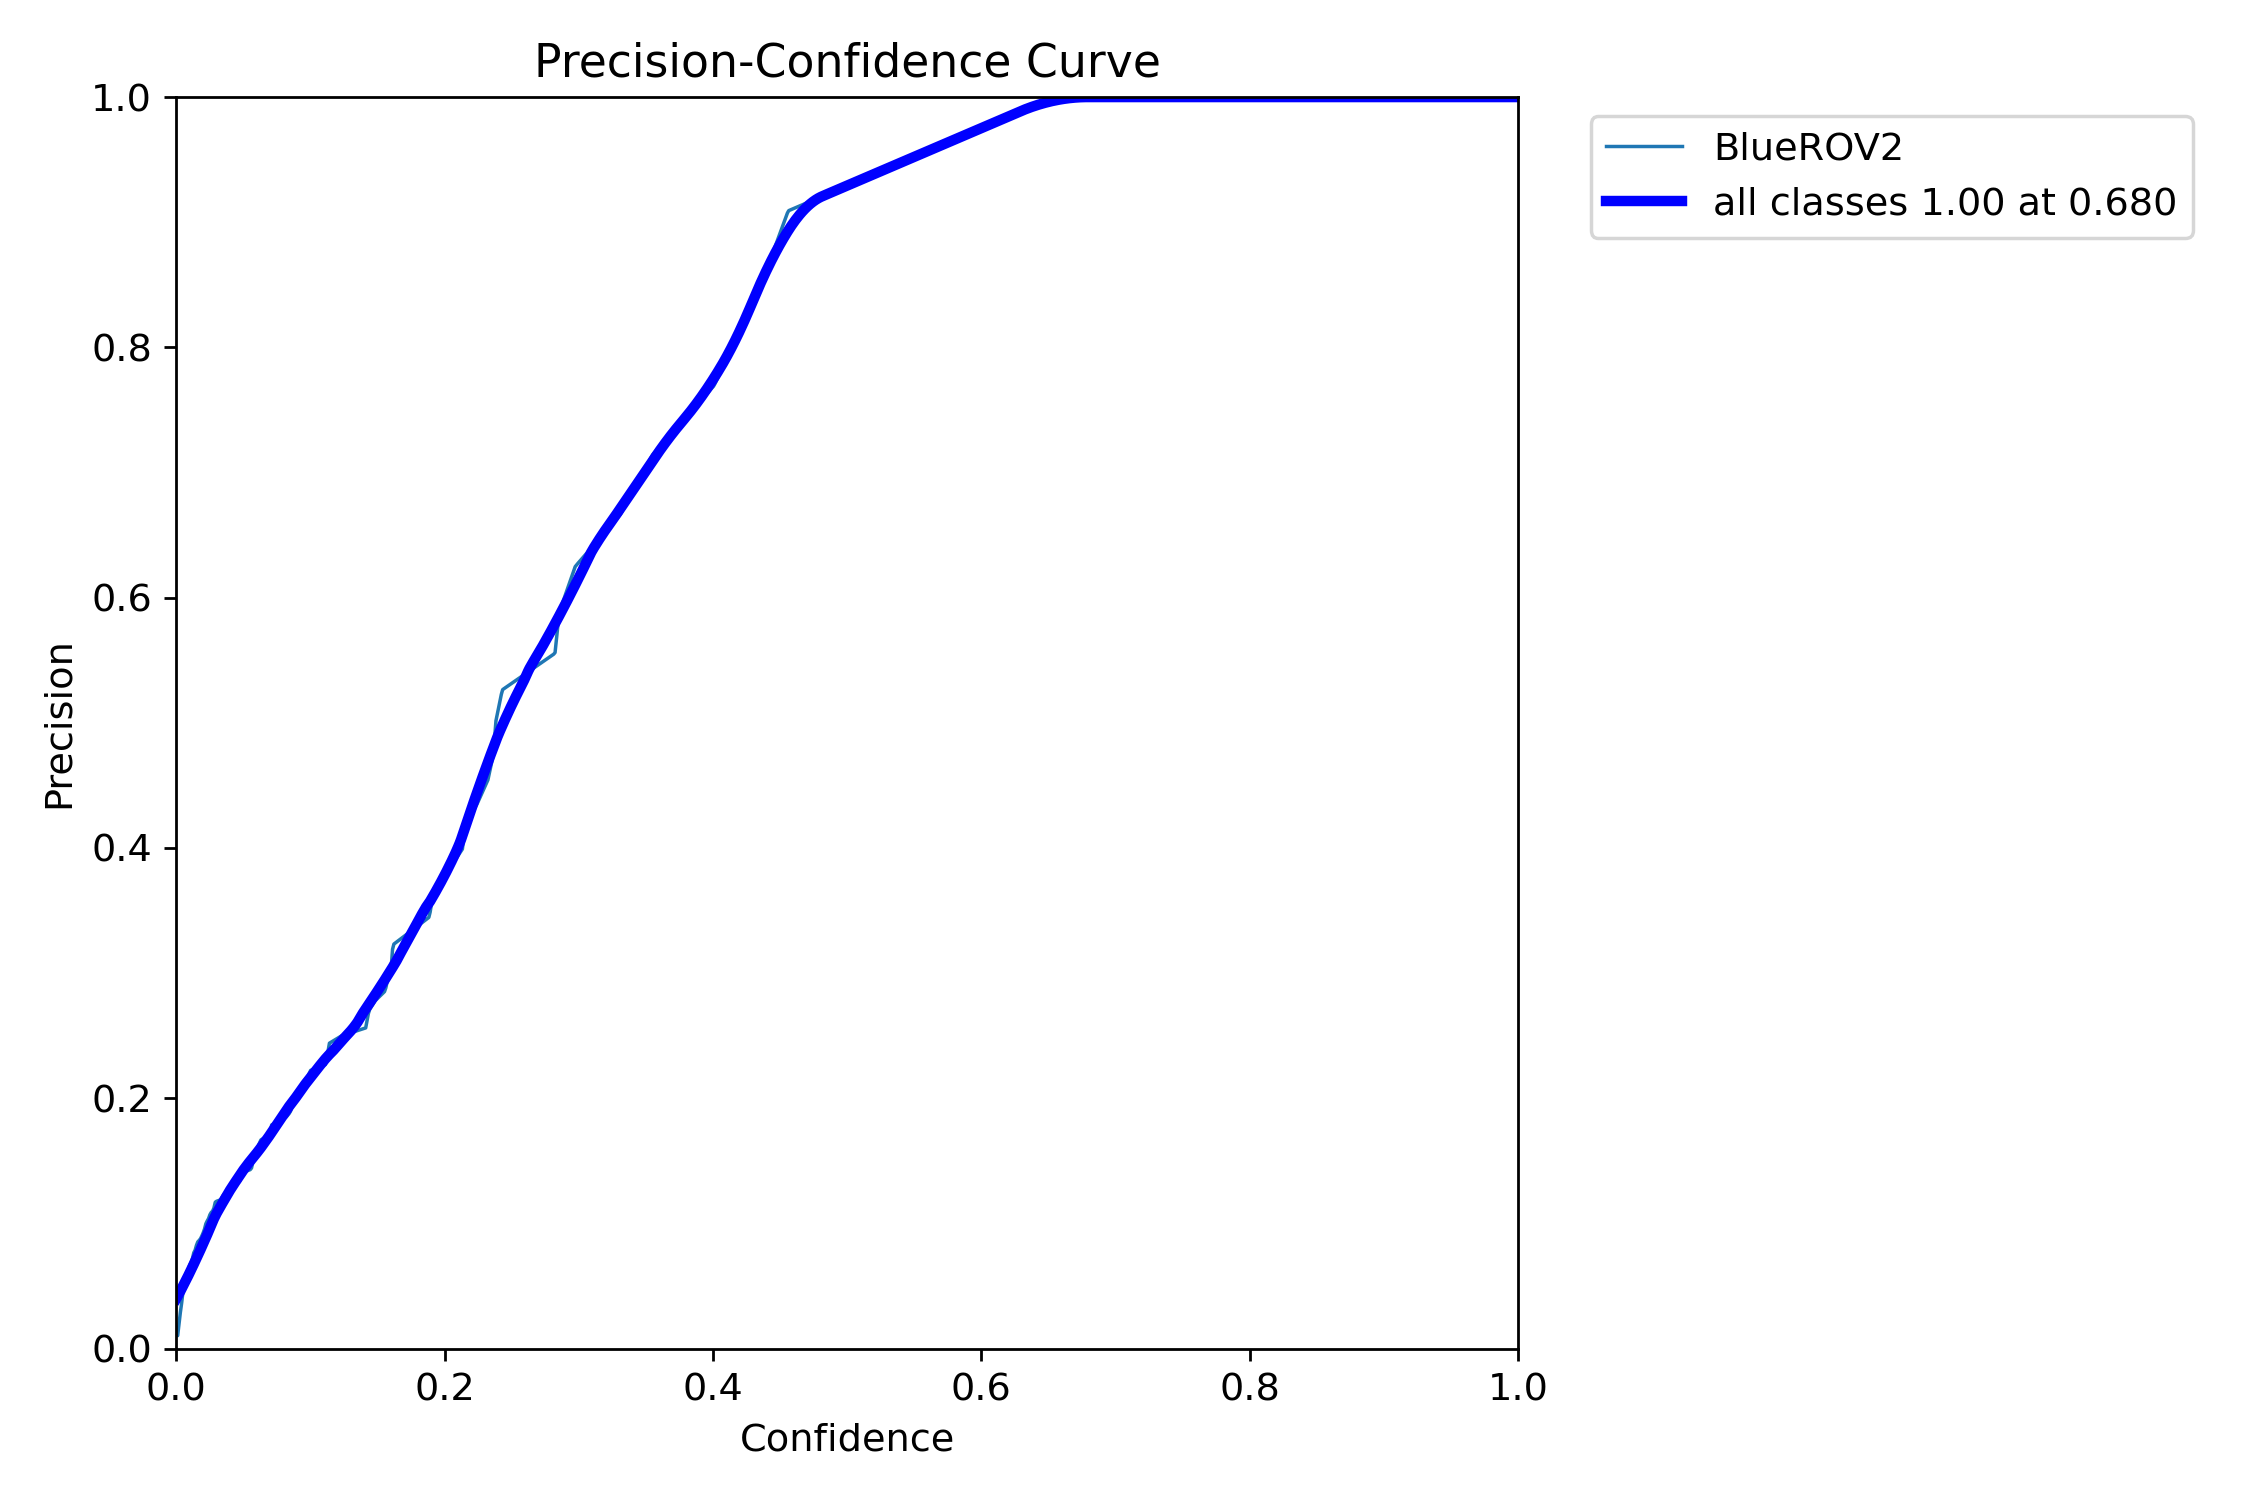 Precision-Confidence Curve
1.0
0.8
0.6
0.4
0.2
0.0
Precision
0.0 0.2 0.4 0.6 0.8 1.0
Confidence
BlueROV2
all classes 1.00 at 0.680